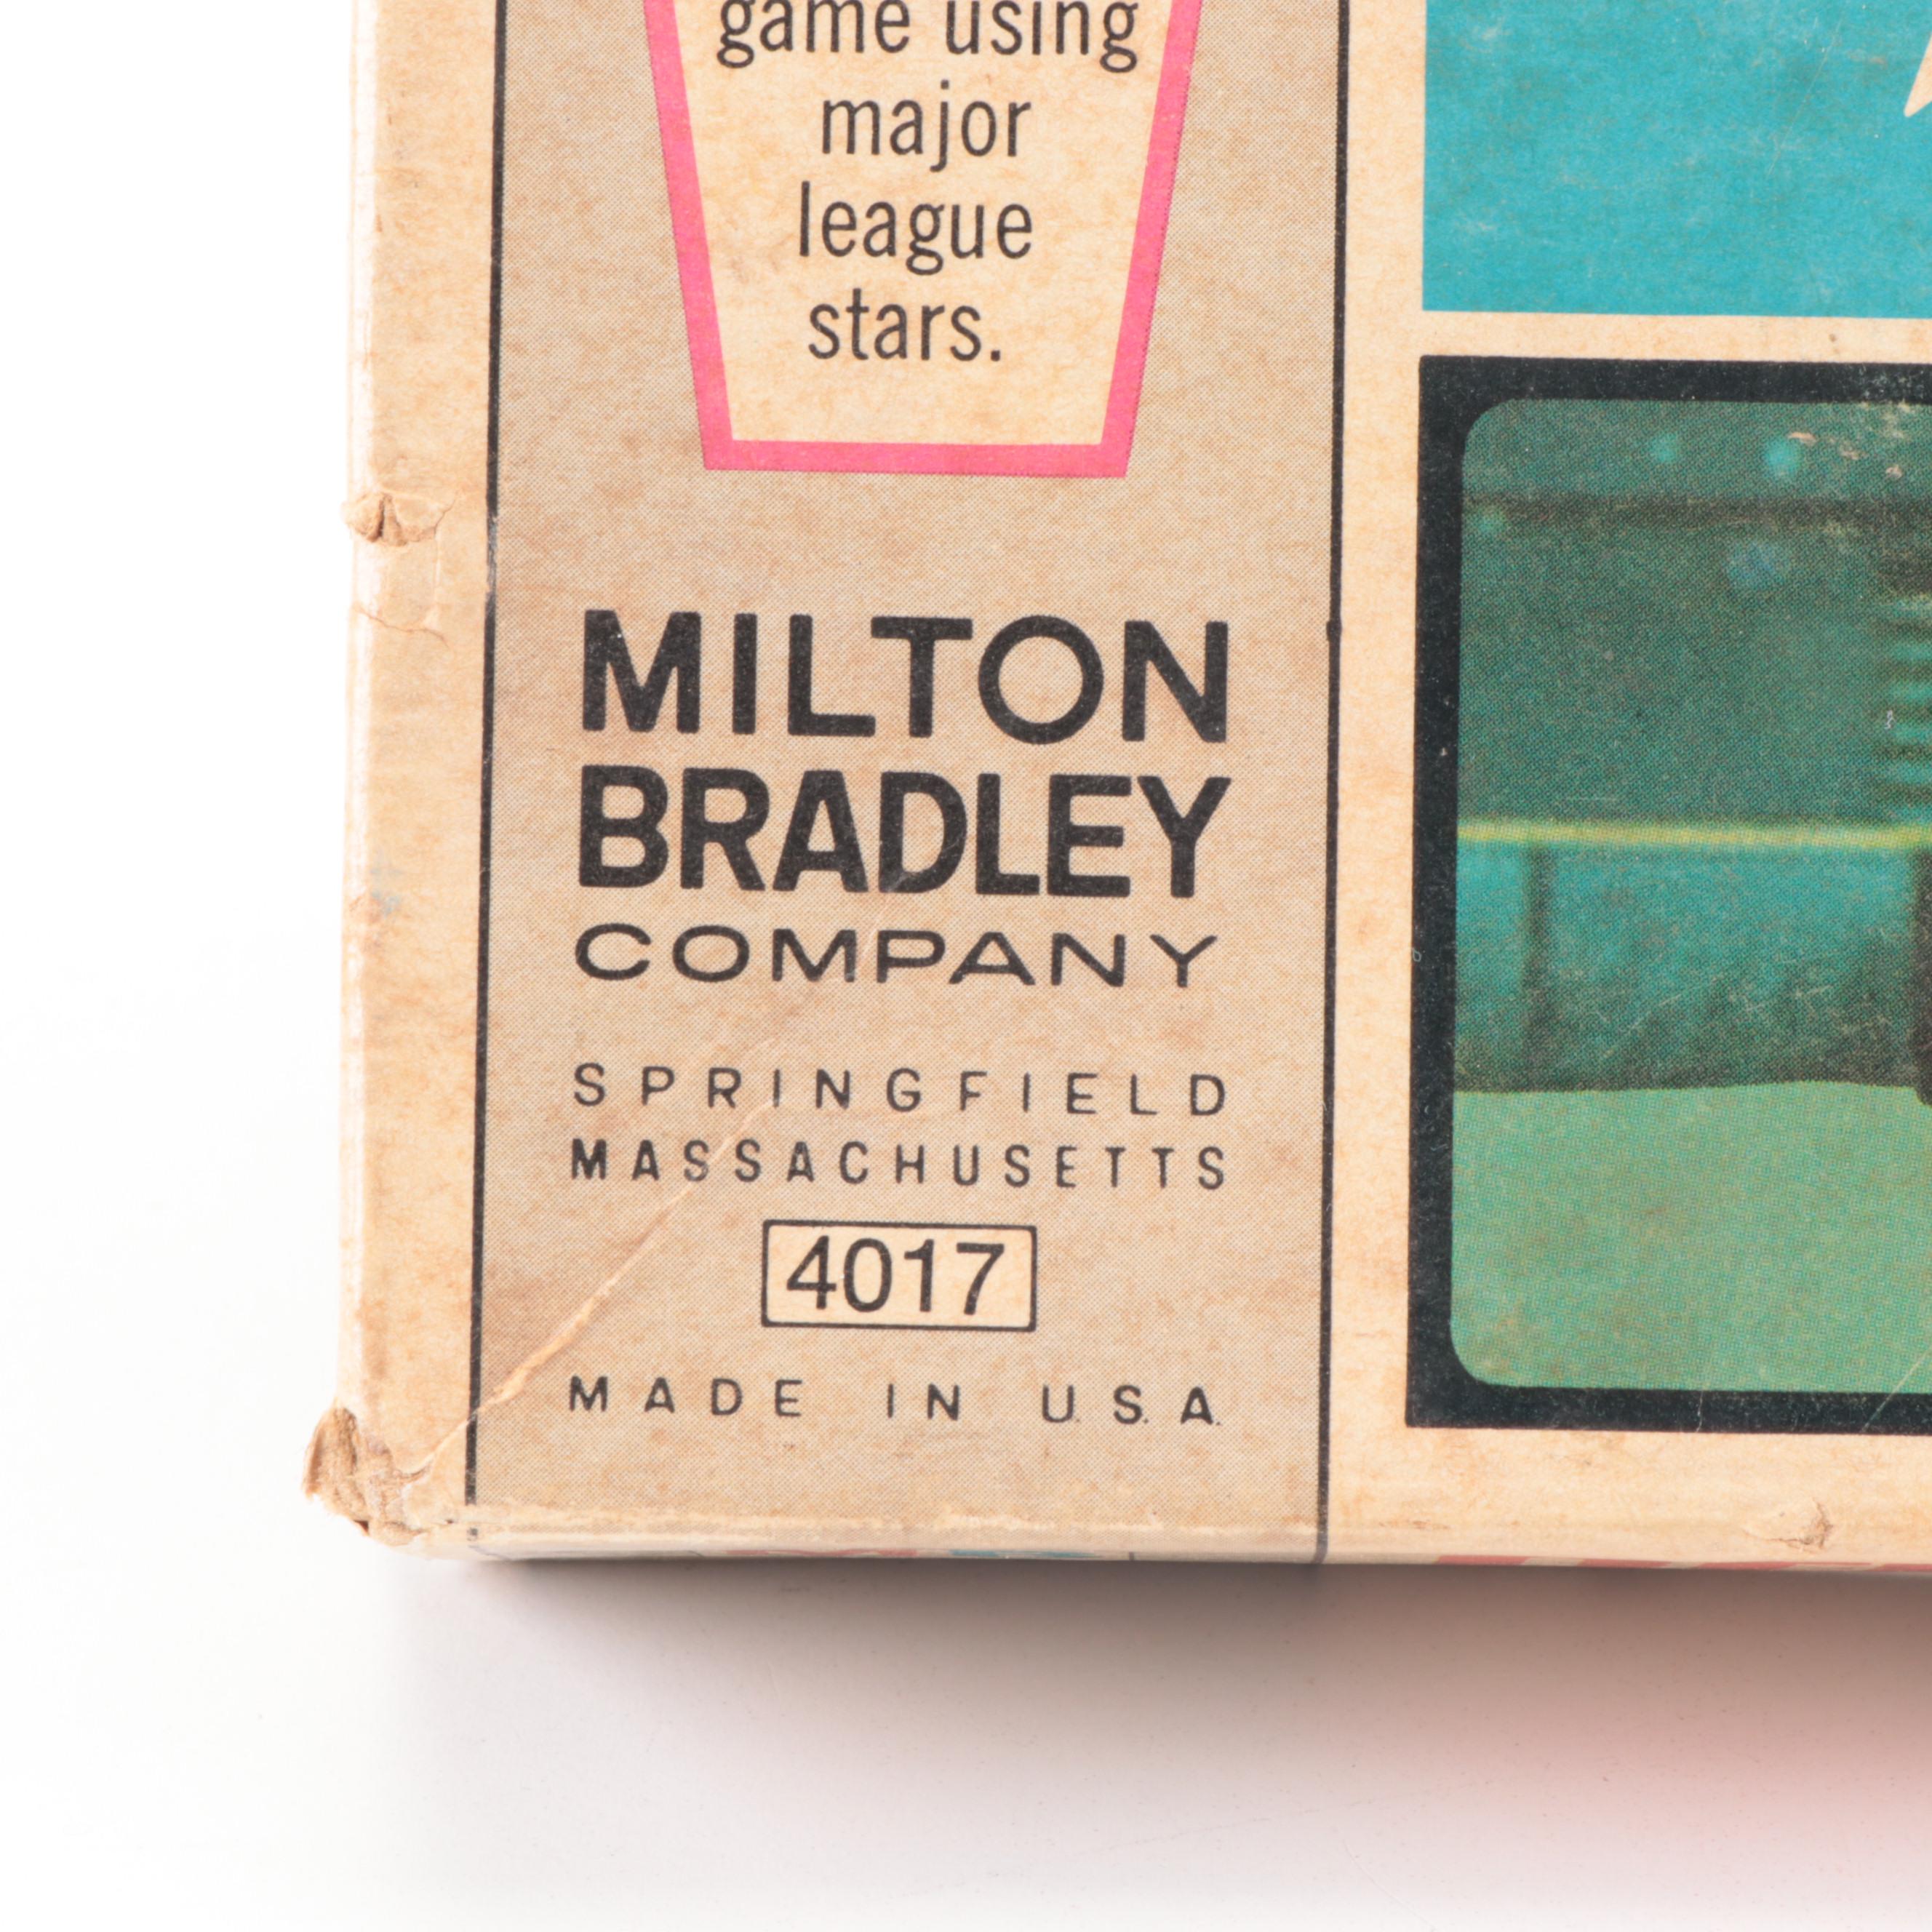 game using
major
league
stars.
MILTON
BRADLEY
COMPANY
SPRINGFIELD
MASSACHUSETTS
4017
MADE IN U.S.A.